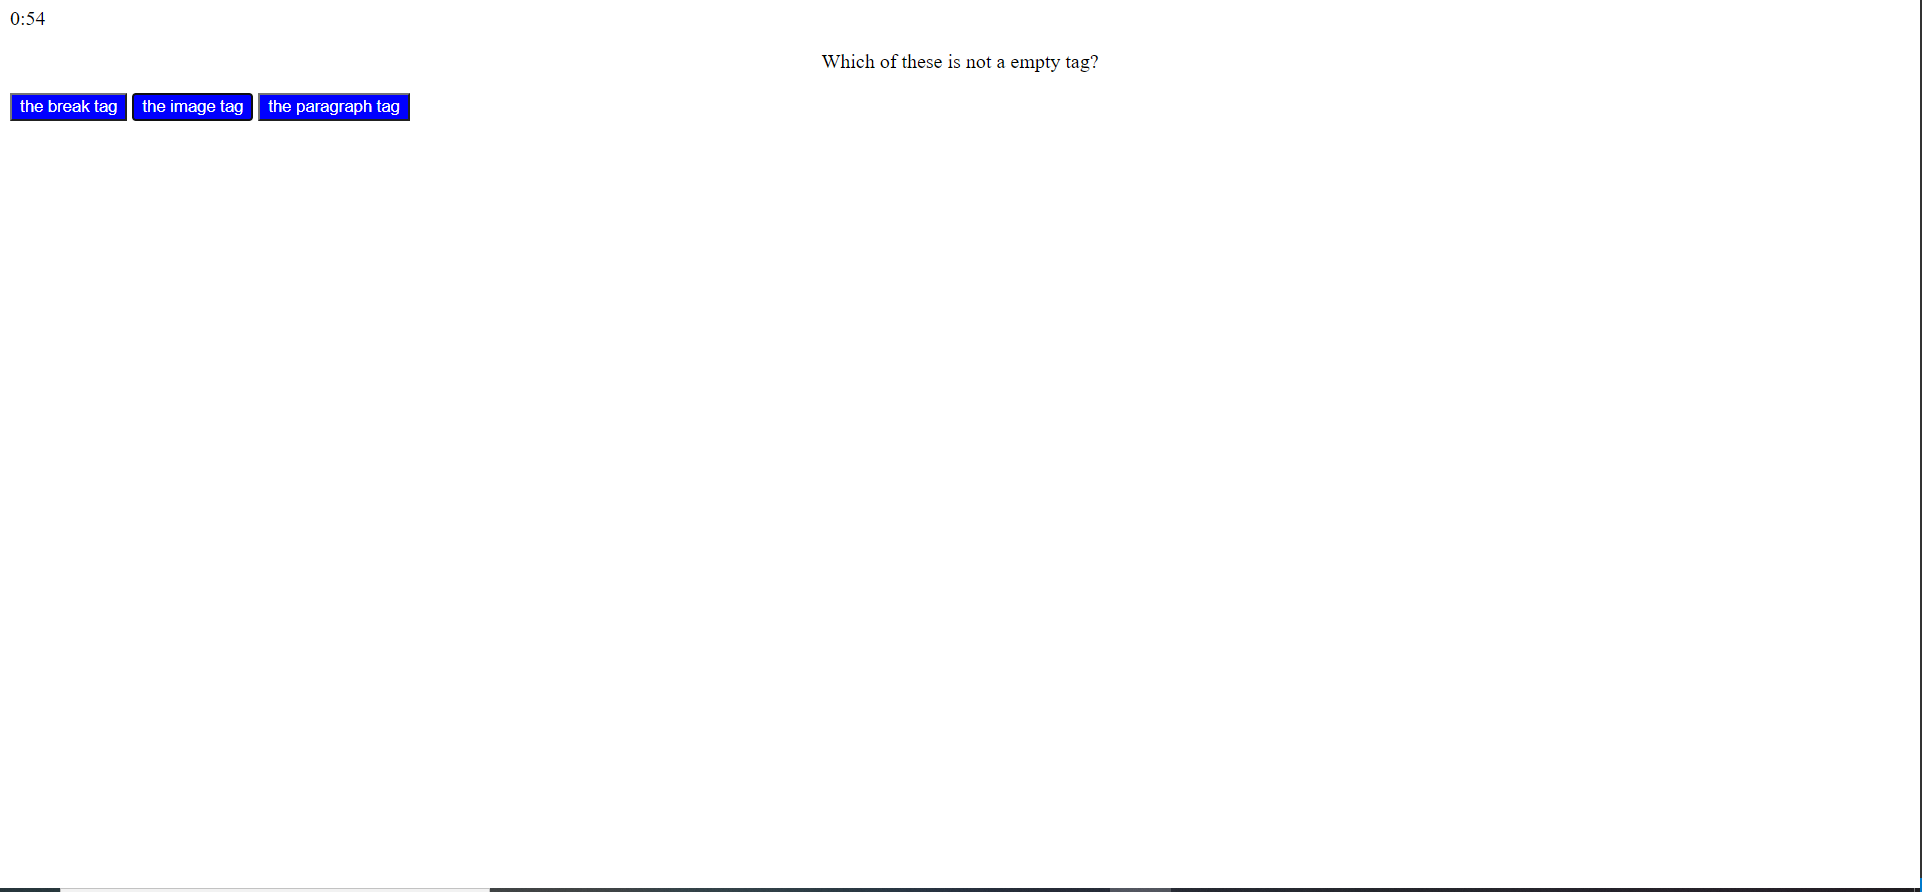 0:54
Which of these is not a empty tag?
the break tag the image tag the paragraph tag